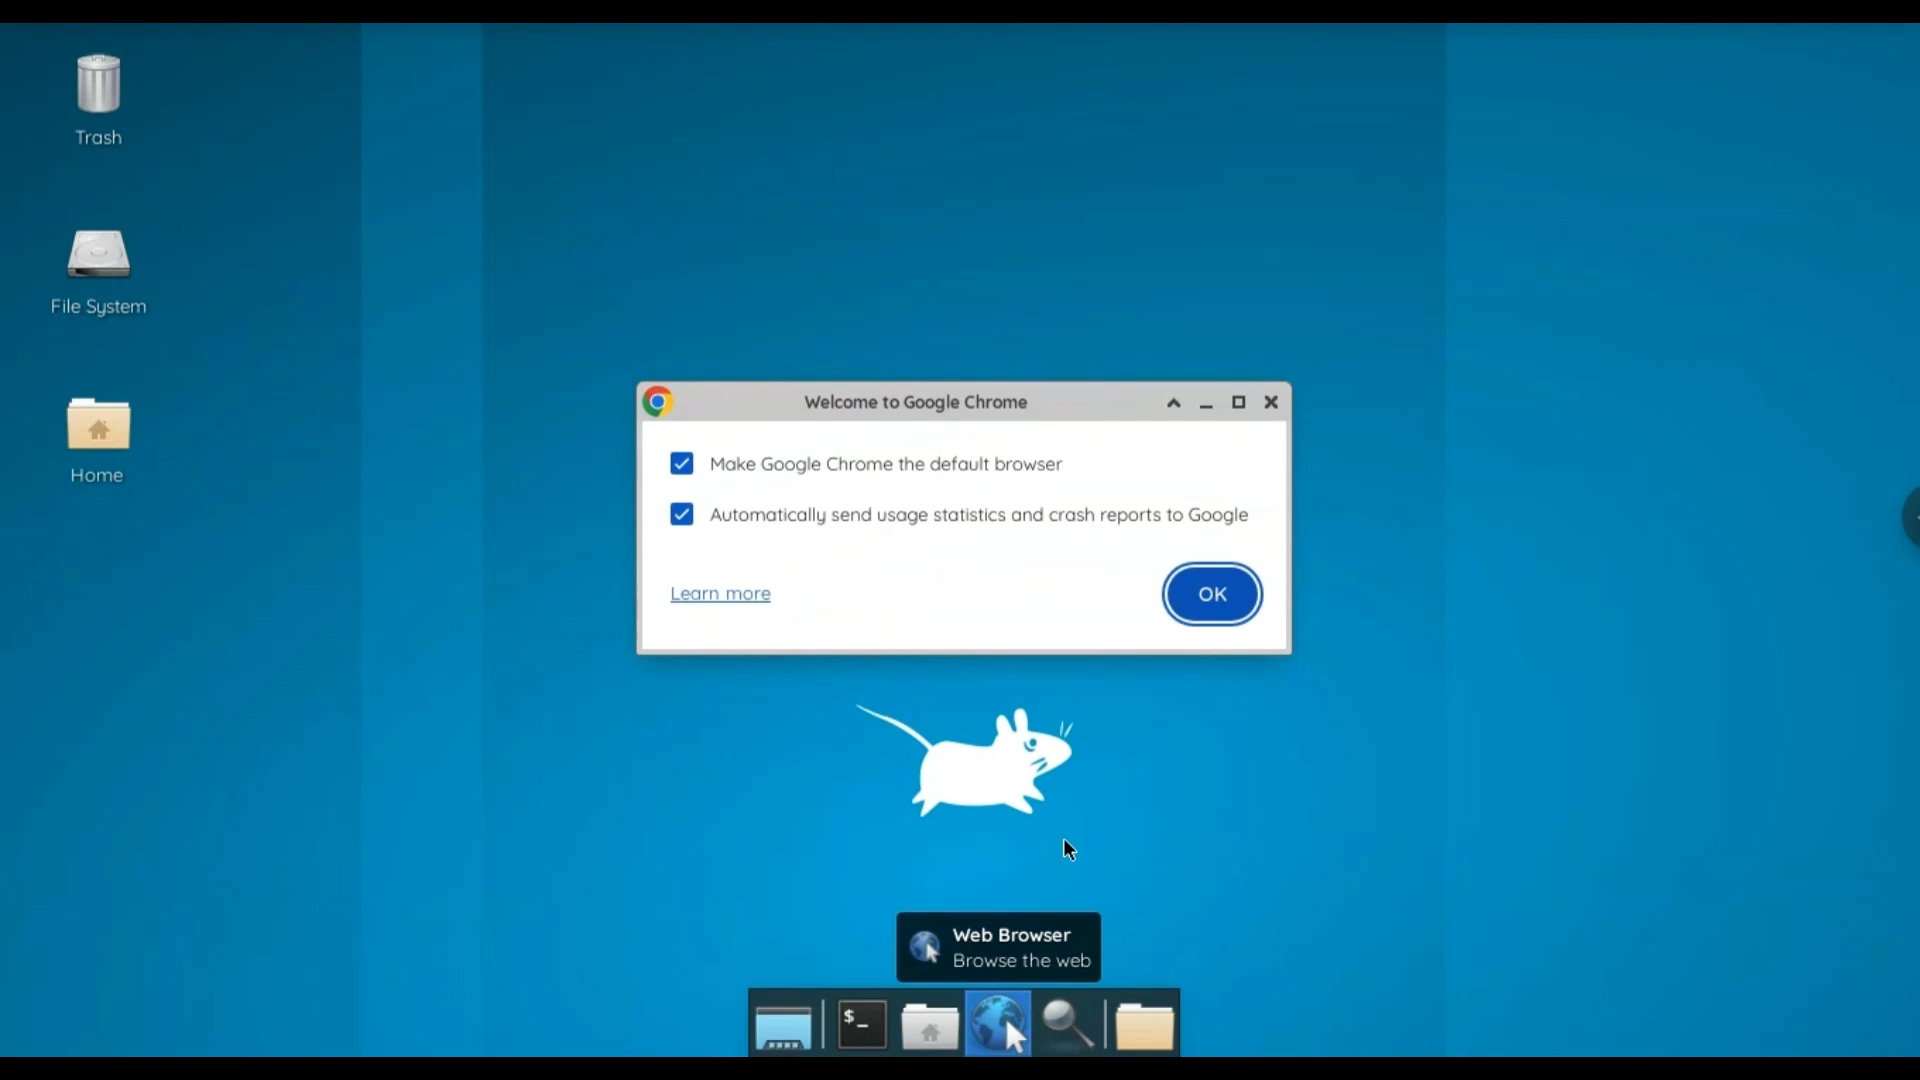 Trash
File System
Home
Welcome to Google Chrome
Make Google Chrome the default browser
Automatically send usage statistics and crash reports to Google
Learn more
OK
Web Browser
Browse the web
$_